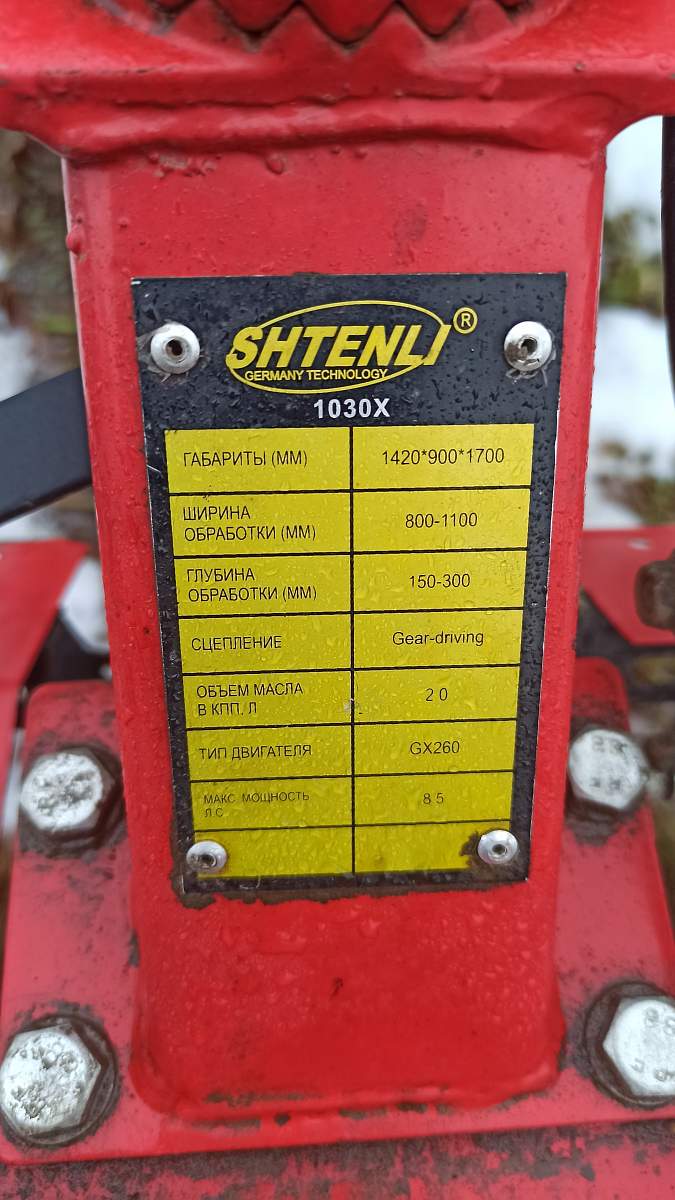 SHTENLI®
GERMANY TECHNOLOGY
1030X
ГАБАРИТЫ (ММ) 1420*900*1700
ШИРИНА
ОБРАБОТКИ (ММ) 800-1100
ГЛУБИНА
ОБРАБОТКИ (ММ) 150-300
СЦЕПЛЕНИЕ Gear-driving
ОБЪЕМ МАСЛА
В КПП. Л 2 0
ТИП ДВИГАТЕЛЯ GX260
МАКС. МОЩНОСТЬ
Л С 8 5